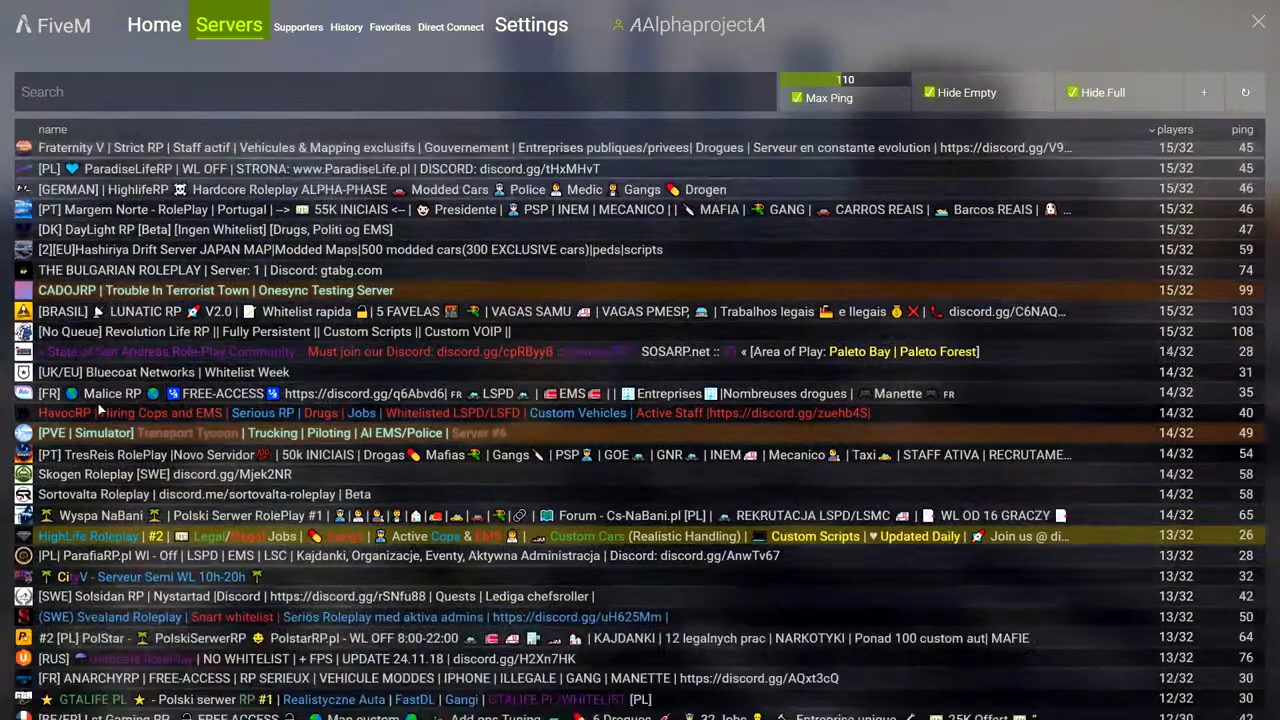 FiveM Home Servers Supporters History Favorites Direct Connect Settings AAlphaprojectA
Search 110 Max Ping Hide Empty Hide Full + ↻
name players ping
Fraternity V | Strict RP | Staff actif | Vehicules & Mapping exclusifs | Gouvernement | Entreprises publiques/privees| Drogues | Serveur en constante evolution | https://discord.gg/V9... 15/32 45
[PL] 💙 ParadiseLifeRP | WL OFF | STRONA: www.ParadiseLife.pl | DISCORD: discord.gg/tHxMHvT 15/32 45
[GERMAN] | HighlifeRP ☠ Hardcore Roleplay ALPHA-PHASE 🚗 Modded Cars 👮 Police 👩‍⚕️ Medic 💂 Gangs 💊 Drogen 15/32 46
[PT] Margem Norte - RolePlay | Portugal | --> 💵 55K INICIAIS <-- | Presidente | 👮 PSP | INEM | MECANICO | | 🔪 MAFIA | 🔫 GANG | 🚗 CARROS REAIS | 🚤 Barcos REAIS | 🐶 ... 15/32 46
[DK] DayLight RP [Beta] [Ingen Whitelist] [Drugs, Politi og EMS] 15/32 47
[2][EU]Hashiriya Drift Server JAPAN MAP|Modded Maps|500 modded cars(300 EXCLUSIVE cars)|peds|scripts 15/32 59
THE BULGARIAN ROLEPLAY | Server: 1 | Discord: gtabg.com 15/32 74
CADOJRP | Trouble In Terrorist Town | Onesync Testing Server 15/32 99
[BRASIL] 📡 LUNATIC RP 🚀 V2.0 | 📝 Whitelist rapida 🔓 | 5 FAVELAS 🔫 | VAGAS SAMU 🚑 | VAGAS PMESP, 🚔 | Trabalhos legais e Ilegais 💰❌ | 📞 discord.gg/C6NAQ... 15/32 103
[No Queue] Revolution Life RP || Fully Persistent || Custom Scripts || Custom VOIP || 15/32 108
State of San Andreas Role Play Community Must join our Discord: discord.gg/cpRByyB :: SOSARP.net :: « [Area of Play: Paleto Bay | Paleto Forest] 14/32 28
[UK/EU] Bluecoat Networks | Whitelist Week 14/32 31
[FR] 🌎 Malice RP 🌎 FREE-ACCESS https://discord.gg/q6Abvd6| FR 🚓 LSPD 🚓 | 🚒EMS🚒 | 🏢Entreprises🏢|Nombreuses drogues | 🎮Manette🎮 FR 14/32 35
HavocRP | Hiring Cops and EMS | Serious RP | Drugs | Jobs | Whitelisted LSPD/LSFD | Custom Vehicles | Active Staff |https://discord.gg/zuehb4S| 14/32 40
[PVE | Simulator] Transport Tycoon | Trucking | Piloting | AI EMS/Police | Server #6 14/32 49
[PT] TresReis RolePlay |Novo Servidor💯 | 50k INICIAIS | Drogas💊 Mafias🔫 | Gangs🔪 | PSP👮 | GOE🚓 | GNR🚓 | INEM🚑 | Mecanico | Taxi🚕 | STAFF ATIVA | RECRUTAME... 14/32 54
Skogen Roleplay [SWE] discord.gg/Mjek2NR 14/32 58
Sortovalta Roleplay | discord.me/sortovalta-roleplay | Beta 14/32 58
🌴 Wyspa NaBani 🌴 | Polski Serwer RolePlay #1 | Forum - Cs-NaBani.pl [PL] | 🚓 REKRUTACJA LSPD/LSMC 🚑 | 📝 WL OD 16 GRACZY 📝 14/32 65
HighLife Roleplay | #2 | 💵 Legal/Illegal Jobs | 💊 Gangs | 👮 Active Cops & EMS | 🚗 Custom Cars (Realistic Handling) | 💻 Custom Scripts | ♥ Updated Daily | 🚀 Join us @ di... 13/32 26
[PL] ParafiaRP.pl Wl - Off | LSPD | EMS | LSC | Kajdanki, Organizacje, Eventy, Aktywna Administracja | Discord: discord.gg/AnwTv67 13/32 28
🌴 CityV - Serveur Semi WL 10h-20h 🌴 13/32 32
[SWE] Solsidan RP | Nystartad |Discord | https://discord.gg/rSNfu88 | Quests | Lediga chefsroller | 13/32 42
(SWE) Svealand Roleplay | Snart whitelist | Seriös Roleplay med aktiva admins | https://discord.gg/uH625Mm | 13/32 50
#2 [PL] PolStar - 🌴 PolskiSerwerRP PolstarRP.pl - WL OFF 8:00-22:00 | KAJDANKI | 12 legalnych prac | NARKOTYKI | Ponad 100 custom aut| MAFIE 13/32 64
[RUS] ☂ Umbrella RolePlay | NO WHITELIST | + FPS | UPDATE 24.11.18 | discord.gg/H2Xn7HK 13/32 76
[FR] ANARCHYRP | FREE-ACCESS | RP SERIEUX | VEHICULE MODDES | IPHONE | ILLEGALE | GANG | MANETTE | https://discord.gg/AQxt3cQ 12/32 30
⭐ GTALIFE PL ⭐ - Polski serwer RP #1 | Realistyczne Auta | FastDL | Gangi | GTALIFE.PL/WHITELIST [PL] 12/32 30